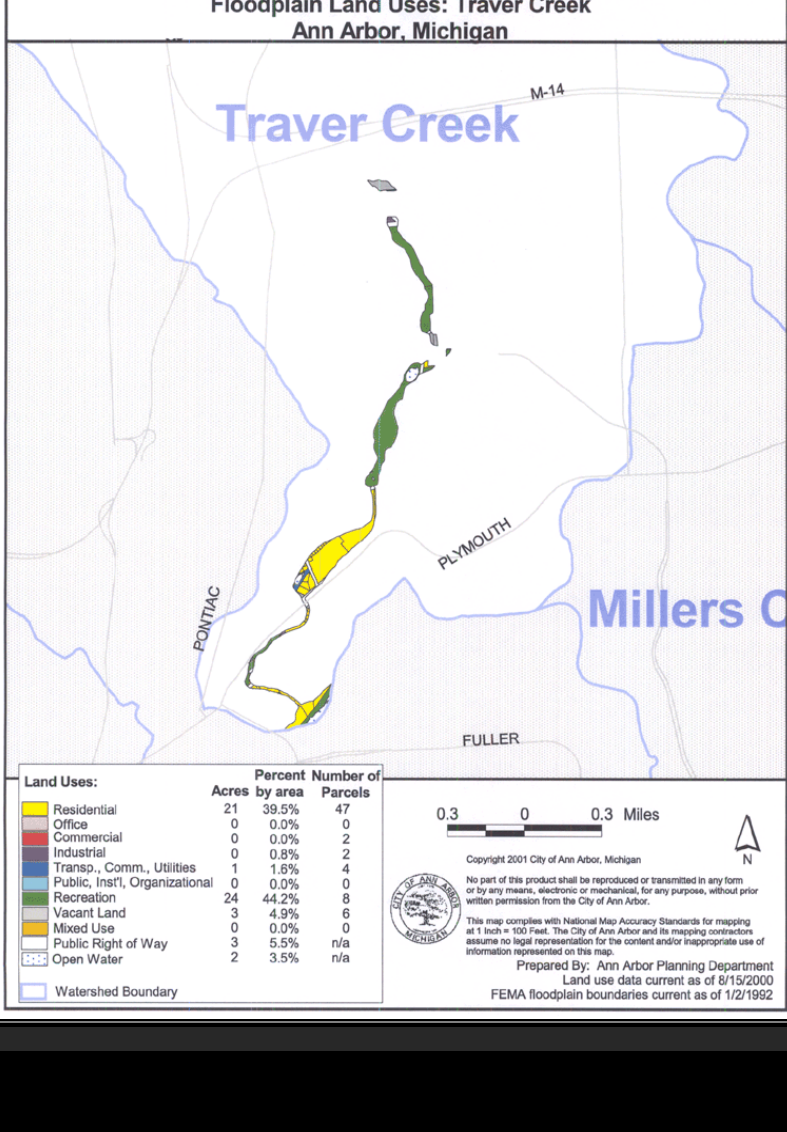 Floodplain Land Uses: Traver Creek
Ann Arbor, Michigan
M-14
Traver Creek
PLYMOUTH
Millers C
PONTIAC
FULLER
Land Uses: Acres Percent by area Number of Parcels
Residential 21 39.5% 47
Office 0 0.0% 0
Commercial 0 0.0% 2
Industrial 0 0.8% 2
Transp., Comm., Utilities 1 1.6% 4
Public, Inst'l, Organizational 0 0.0% 0
Recreation 24 44.2% 8
Vacant Land 3 4.9% 6
Mixed Use 0 0.0% 0
Public Right of Way 3 5.5% n/a
Open Water 2 3.5% n/a
Watershed Boundary
0.3 0 0.3 Miles
N
Copyright 2001 City of Ann Arbor, Michigan
CITY OF ANN ARBOR
MICHIGAN
No part of this product shall be reproduced or transmitted in any form
or by any means, electronic or mechanical, for any purpose, without prior
written permission from the City of Ann Arbor.
This map complies with National Map Accuracy Standards for mapping
at 1 Inch = 100 Feet. The City of Ann Arbor and its mapping contractors
assume no legal representation for the content and/or inappropriate use of
information represented on this map.
Prepared By: Ann Arbor Planning Department
Land use data current as of 8/15/2000
FEMA floodplain boundaries current as of 1/2/1992